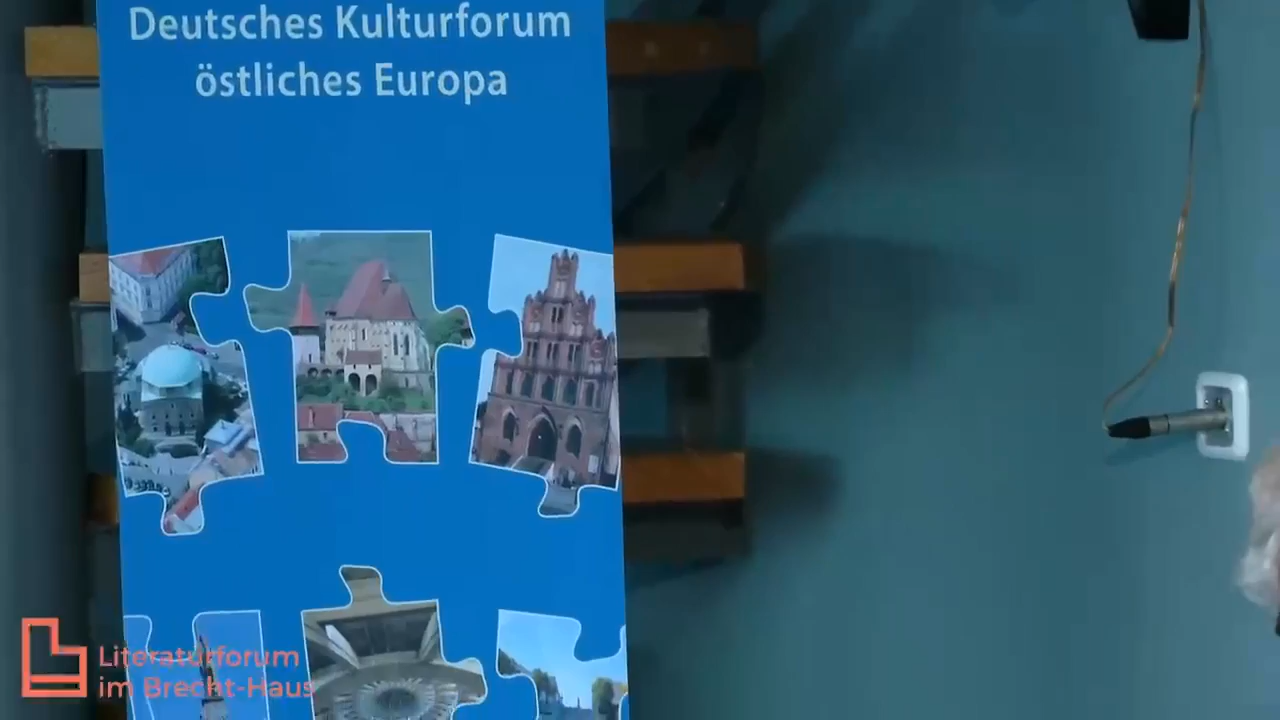 Deutsches Kulturforum
östliches Europa
Literaturforum
im Brecht-Haus